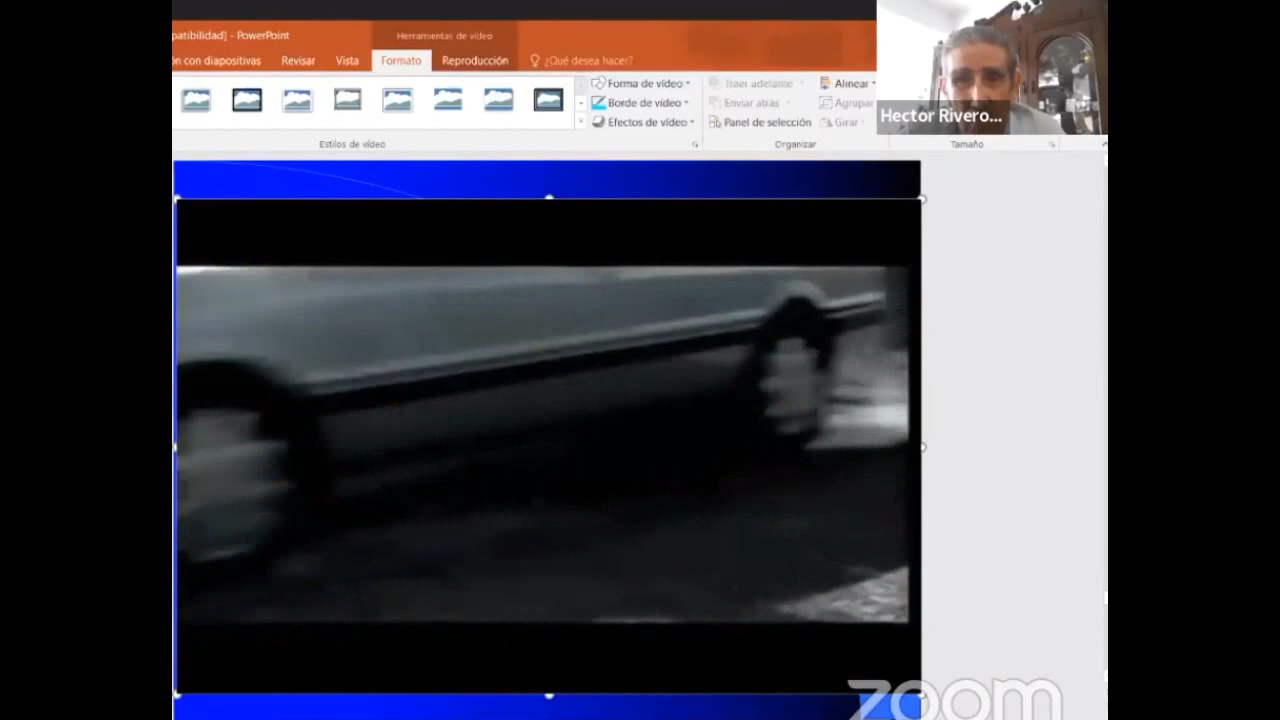 patibilidad] - PowerPoint
Herramientas de vídeo
ón con diapositivas Revisar Vista Formato Reproducción ¿Qué desea hacer?
Forma de vídeo Traer adelante Alinear
Borde de vídeo Enviar atrás Agrupar
Efectos de vídeo Panel de selección Girar
Estilos de vídeo Organizar Tamaño
Hector Rivero...
zoom